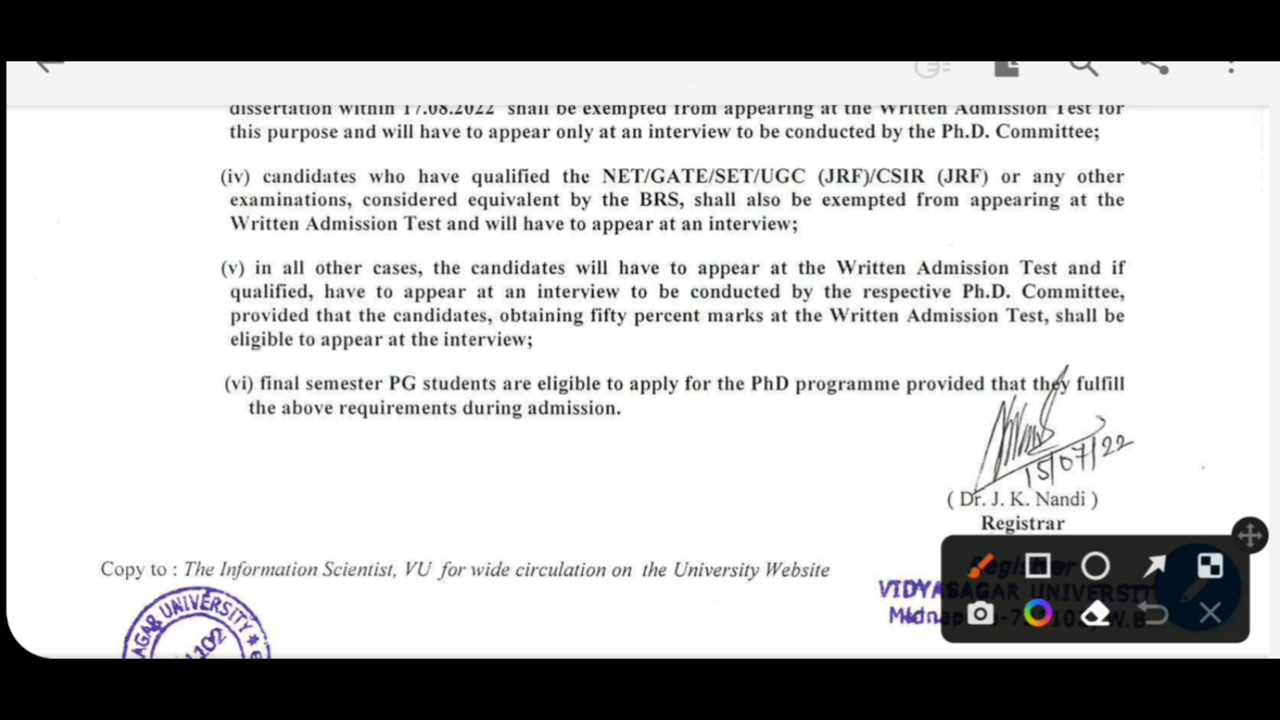 dissertation within 17.08.2022 shall be exempted from appearing at the Written Admission Test for
this purpose and will have to appear only at an interview to be conducted by the Ph.D. Committee;
(iv) candidates who have qualified the NET/GATE/SET/UGC (JRF)/CSIR (JRF) or any other
examinations, considered equivalent by the BRS, shall also be exempted from appearing at the
Written Admission Test and will have to appear at an interview;
(v) in all other cases, the candidates will have to appear at the Written Admission Test and if
qualified, have to appear at an interview to be conducted by the respective Ph.D. Committee,
provided that the candidates, obtaining fifty percent marks at the Written Admission Test, shall be
eligible to appear at the interview;
(vi) final semester PG students are eligible to apply for the PhD programme provided that they fulfill
the above requirements during admission.
15/07/22
( Dr. J. K. Nandi )
Registrar
Copy to : The Information Scientist, VU for wide circulation on the University Website
Registrar
VIDYASAGAR UNIVERSIT
AGAR UNIVERSITY